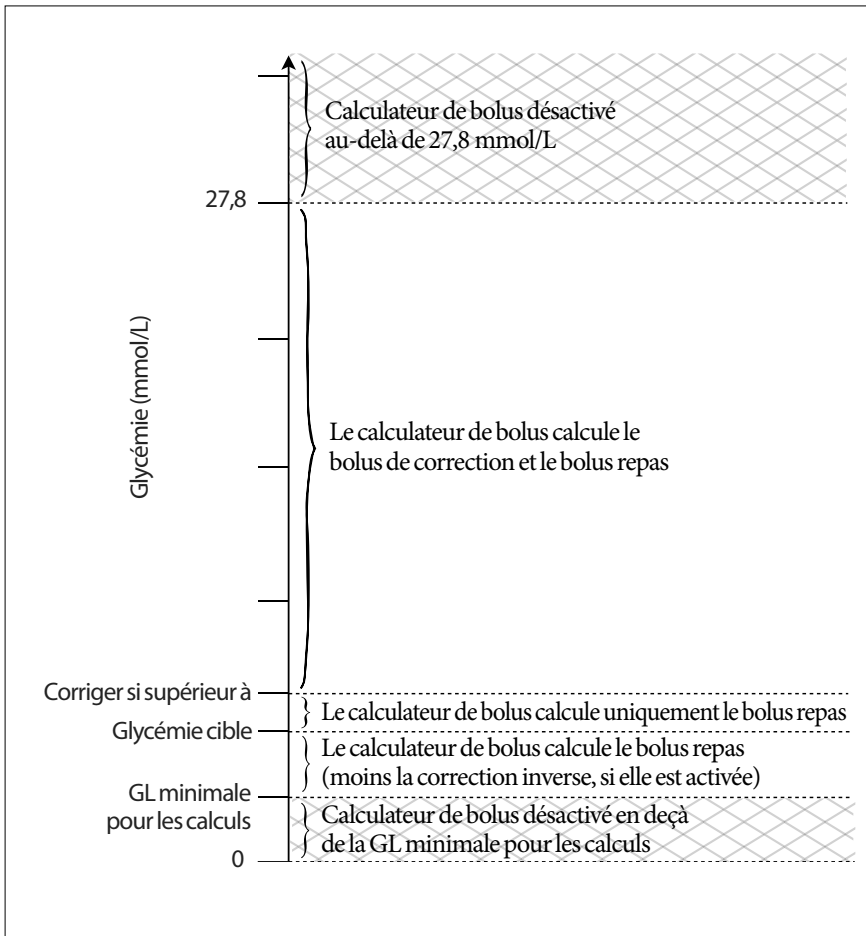 Calculateur de bolus désactivé
au-delà de 27,8 mmol/L
27,8
Glycémie (mmol/L)
Le calculateur de bolus calcule le
bolus de correction et le bolus repas
Corriger si supérieur à
Le calculateur de bolus calcule uniquement le bolus repas
Glycémie cible
Le calculateur de bolus calcule le bolus repas
(moins la correction inverse, si elle est activée)
GL minimale
pour les calculs
Calculateur de bolus désactivé en deçà
de la GL minimale pour les calculs
0